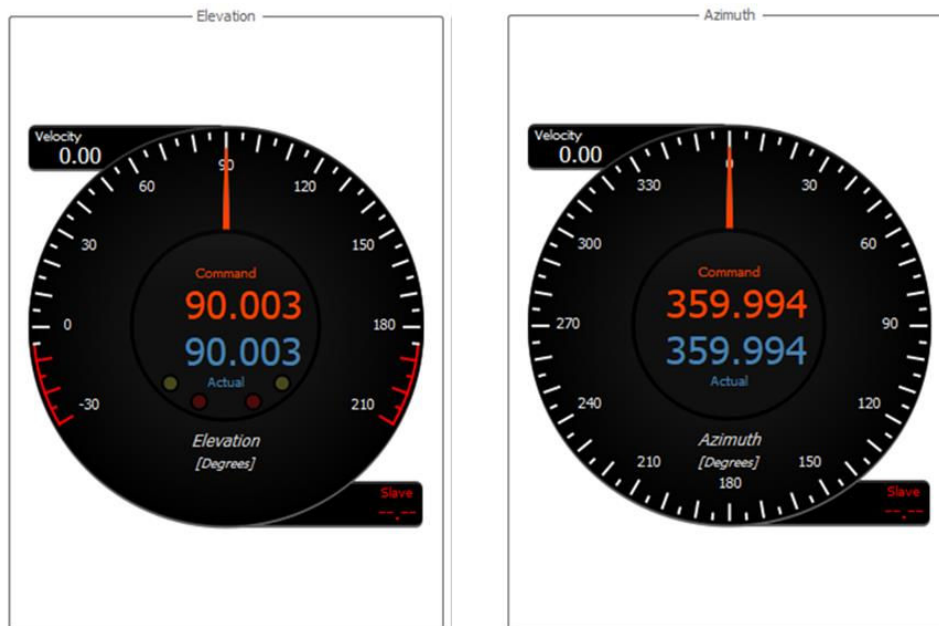 Elevation
Velocity
0.00
90
60
120
30
150
0
180
-30
210
Command
90.003
90.003
Actual
Elevation
[Degrees]
Slave
--.--
Azimuth
Velocity
0.00
0
330
30
300
60
270
90
240
120
210
150
180
Command
359.994
359.994
Actual
Azimuth
[Degrees]
Slave
--.--